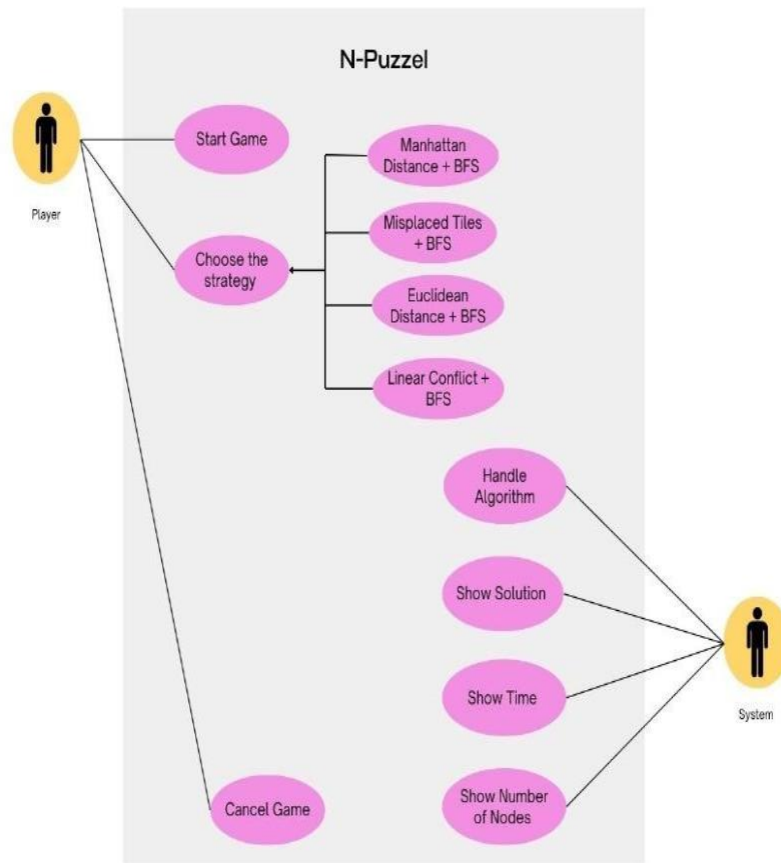 N-Puzzel
Player
Start Game
Manhattan
Distance + BFS
Misplaced Tiles
+ BFS
Choose the
strategy
Euclidean
Distance + BFS
Linear Conflict +
BFS
Handle
Algorithm
Show Solution
Show Time
System
Cancel Game
Show Number
of Nodes